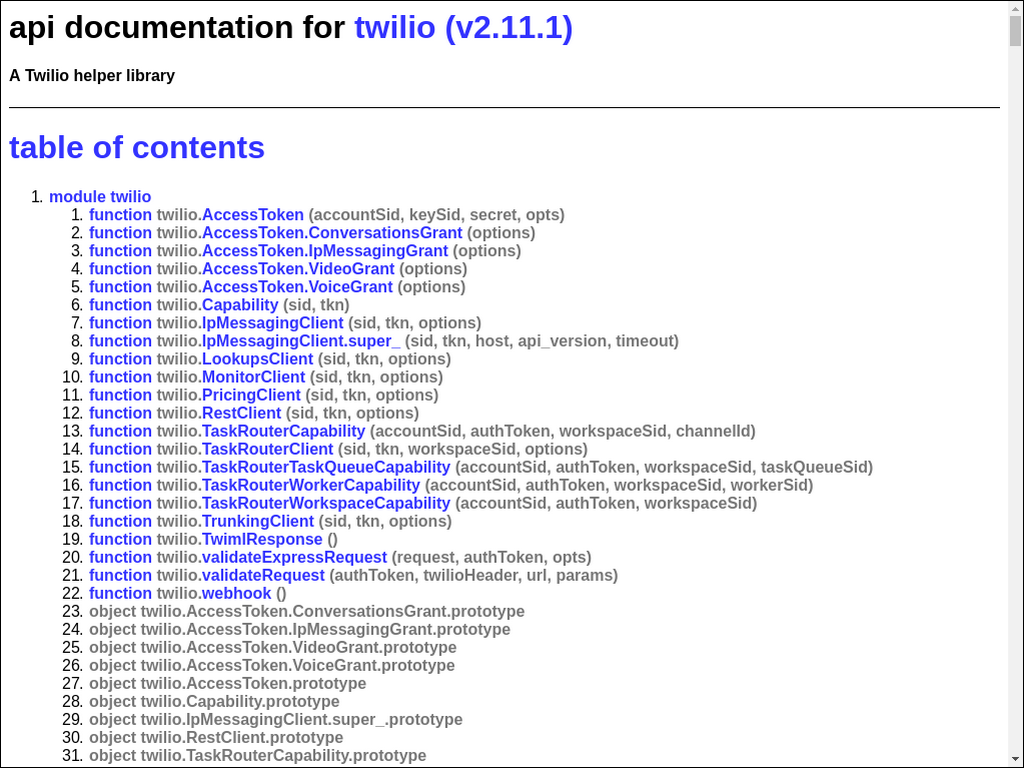 api documentation for twilio (v2.11.1)
A Twilio helper library
table of contents
1. module twilio
1. function twilio.AccessToken (accountSid, keySid, secret, opts)
2. function twilio.AccessToken.ConversationsGrant (options)
3. function twilio.AccessToken.IpMessagingGrant (options)
4. function twilio.AccessToken.VideoGrant (options)
5. function twilio.AccessToken.VoiceGrant (options)
6. function twilio.Capability (sid, tkn)
7. function twilio.IpMessagingClient (sid, tkn, options)
8. function twilio.IpMessagingClient.super_ (sid, tkn, host, api_version, timeout)
9. function twilio.LookupsClient (sid, tkn, options)
10. function twilio.MonitorClient (sid, tkn, options)
11. function twilio.PricingClient (sid, tkn, options)
12. function twilio.RestClient (sid, tkn, options)
13. function twilio.TaskRouterCapability (accountSid, authToken, workspaceSid, channelId)
14. function twilio.TaskRouterClient (sid, tkn, workspaceSid, options)
15. function twilio.TaskRouterTaskQueueCapability (accountSid, authToken, workspaceSid, taskQueueSid)
16. function twilio.TaskRouterWorkerCapability (accountSid, authToken, workspaceSid, workerSid)
17. function twilio.TaskRouterWorkspaceCapability (accountSid, authToken, workspaceSid)
18. function twilio.TrunkingClient (sid, tkn, options)
19. function twilio.TwimlResponse ()
20. function twilio.validateExpressRequest (request, authToken, opts)
21. function twilio.validateRequest (authToken, twilioHeader, url, params)
22. function twilio.webhook ()
23. object twilio.AccessToken.ConversationsGrant.prototype
24. object twilio.AccessToken.IpMessagingGrant.prototype
25. object twilio.AccessToken.VideoGrant.prototype
26. object twilio.AccessToken.VoiceGrant.prototype
27. object twilio.AccessToken.prototype
28. object twilio.Capability.prototype
29. object twilio.IpMessagingClient.super_.prototype
30. object twilio.RestClient.prototype
31. object twilio.TaskRouterCapability.prototype